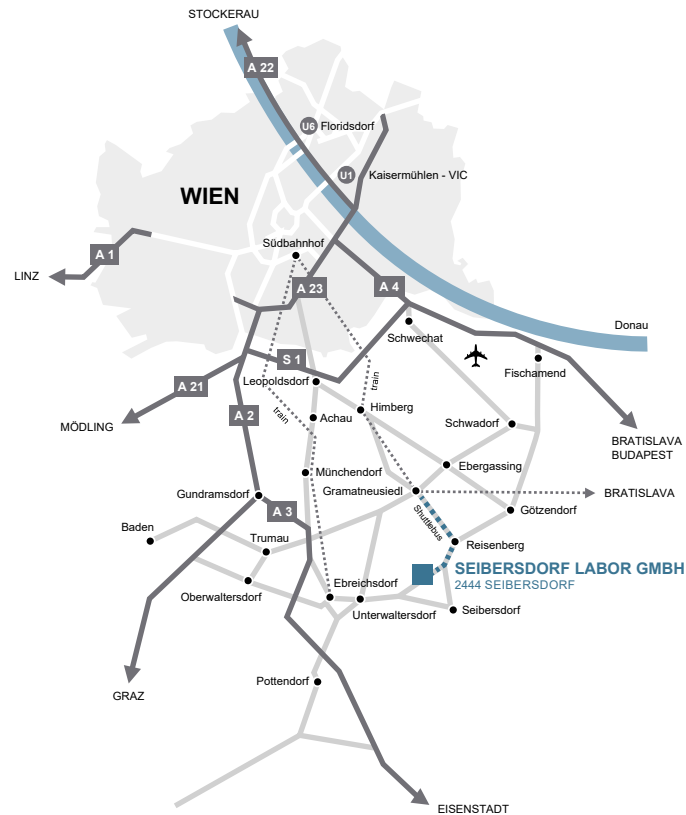 STOCKERAU
A 22
U6 Floridsdorf
U1
Kaisermühlen - VIC
WIEN
Südbahnhof
A 1
LINZ
A 23
A 4
Donau
Schwechat
S 1
Fischamend
A 21
Leopoldsdorf
train
Himberg
A 2
train
Achau
Schwadorf
MÖDLING
BRATISLAVA
BUDAPEST
Ebergassing
Münchendorf
Gramatneusiedl
BRATISLAVA
Gundramsdorf
A 3
Shuttlebus
Götzendorf
Baden
Trumau
Reisenberg
SEIBERSDORF LABOR GMBH
2444 SEIBERSDORF
Oberwaltersdorf
Ebreichsdorf
Unterwaltersdorf
Seibersdorf
Pottendorf
GRAZ
EISENSTADT